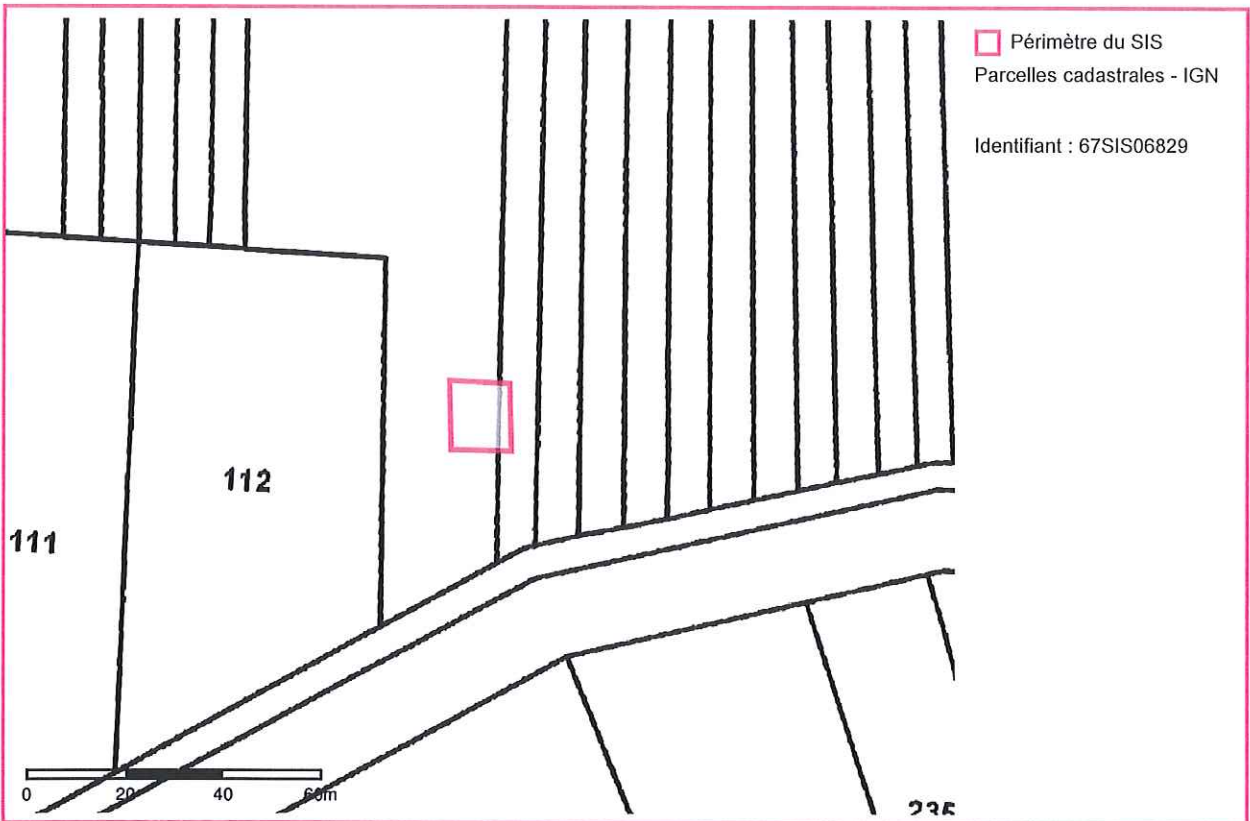 Périmètre du SIS
Parcelles cadastrales - IGN
Identifiant : 67SIS06829
112
111
0 20 40 60m